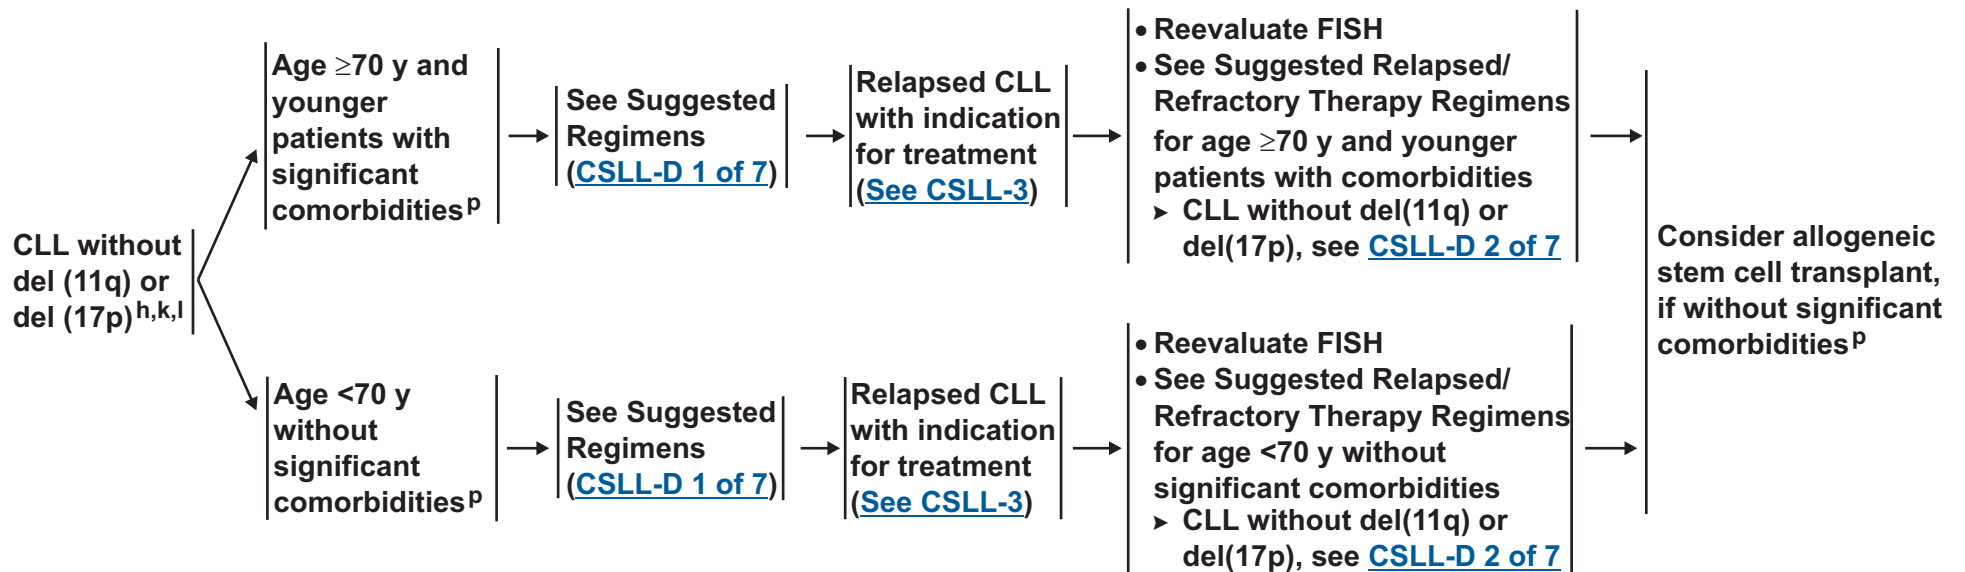 CLL without
del (11q) or
del (17p)h,k,l
Age ≥70 y and
younger
patients with
significant
comorbiditiesp
See Suggested
Regimens
(CSLL-D 1 of 7)
Relapsed CLL
with indication
for treatment
(See CSLL-3)
• Reevaluate FISH
• See Suggested Relapsed/
Refractory Therapy Regimens
for age ≥70 y and younger
patients with comorbidities
➤ CLL without del(11q) or
del(17p), see CSLL-D 2 of 7
Age <70 y
without
significant
comorbiditiesp
See Suggested
Regimens
(CSLL-D 1 of 7)
Relapsed CLL
with indication
for treatment
(See CSLL-3)
• Reevaluate FISH
• See Suggested Relapsed/
Refractory Therapy Regimens
for age <70 y without
significant comorbidities
➤ CLL without del(11q) or
del(17p), see CSLL-D 2 of 7
Consider allogeneic
stem cell transplant,
if without significant
comorbiditiesp